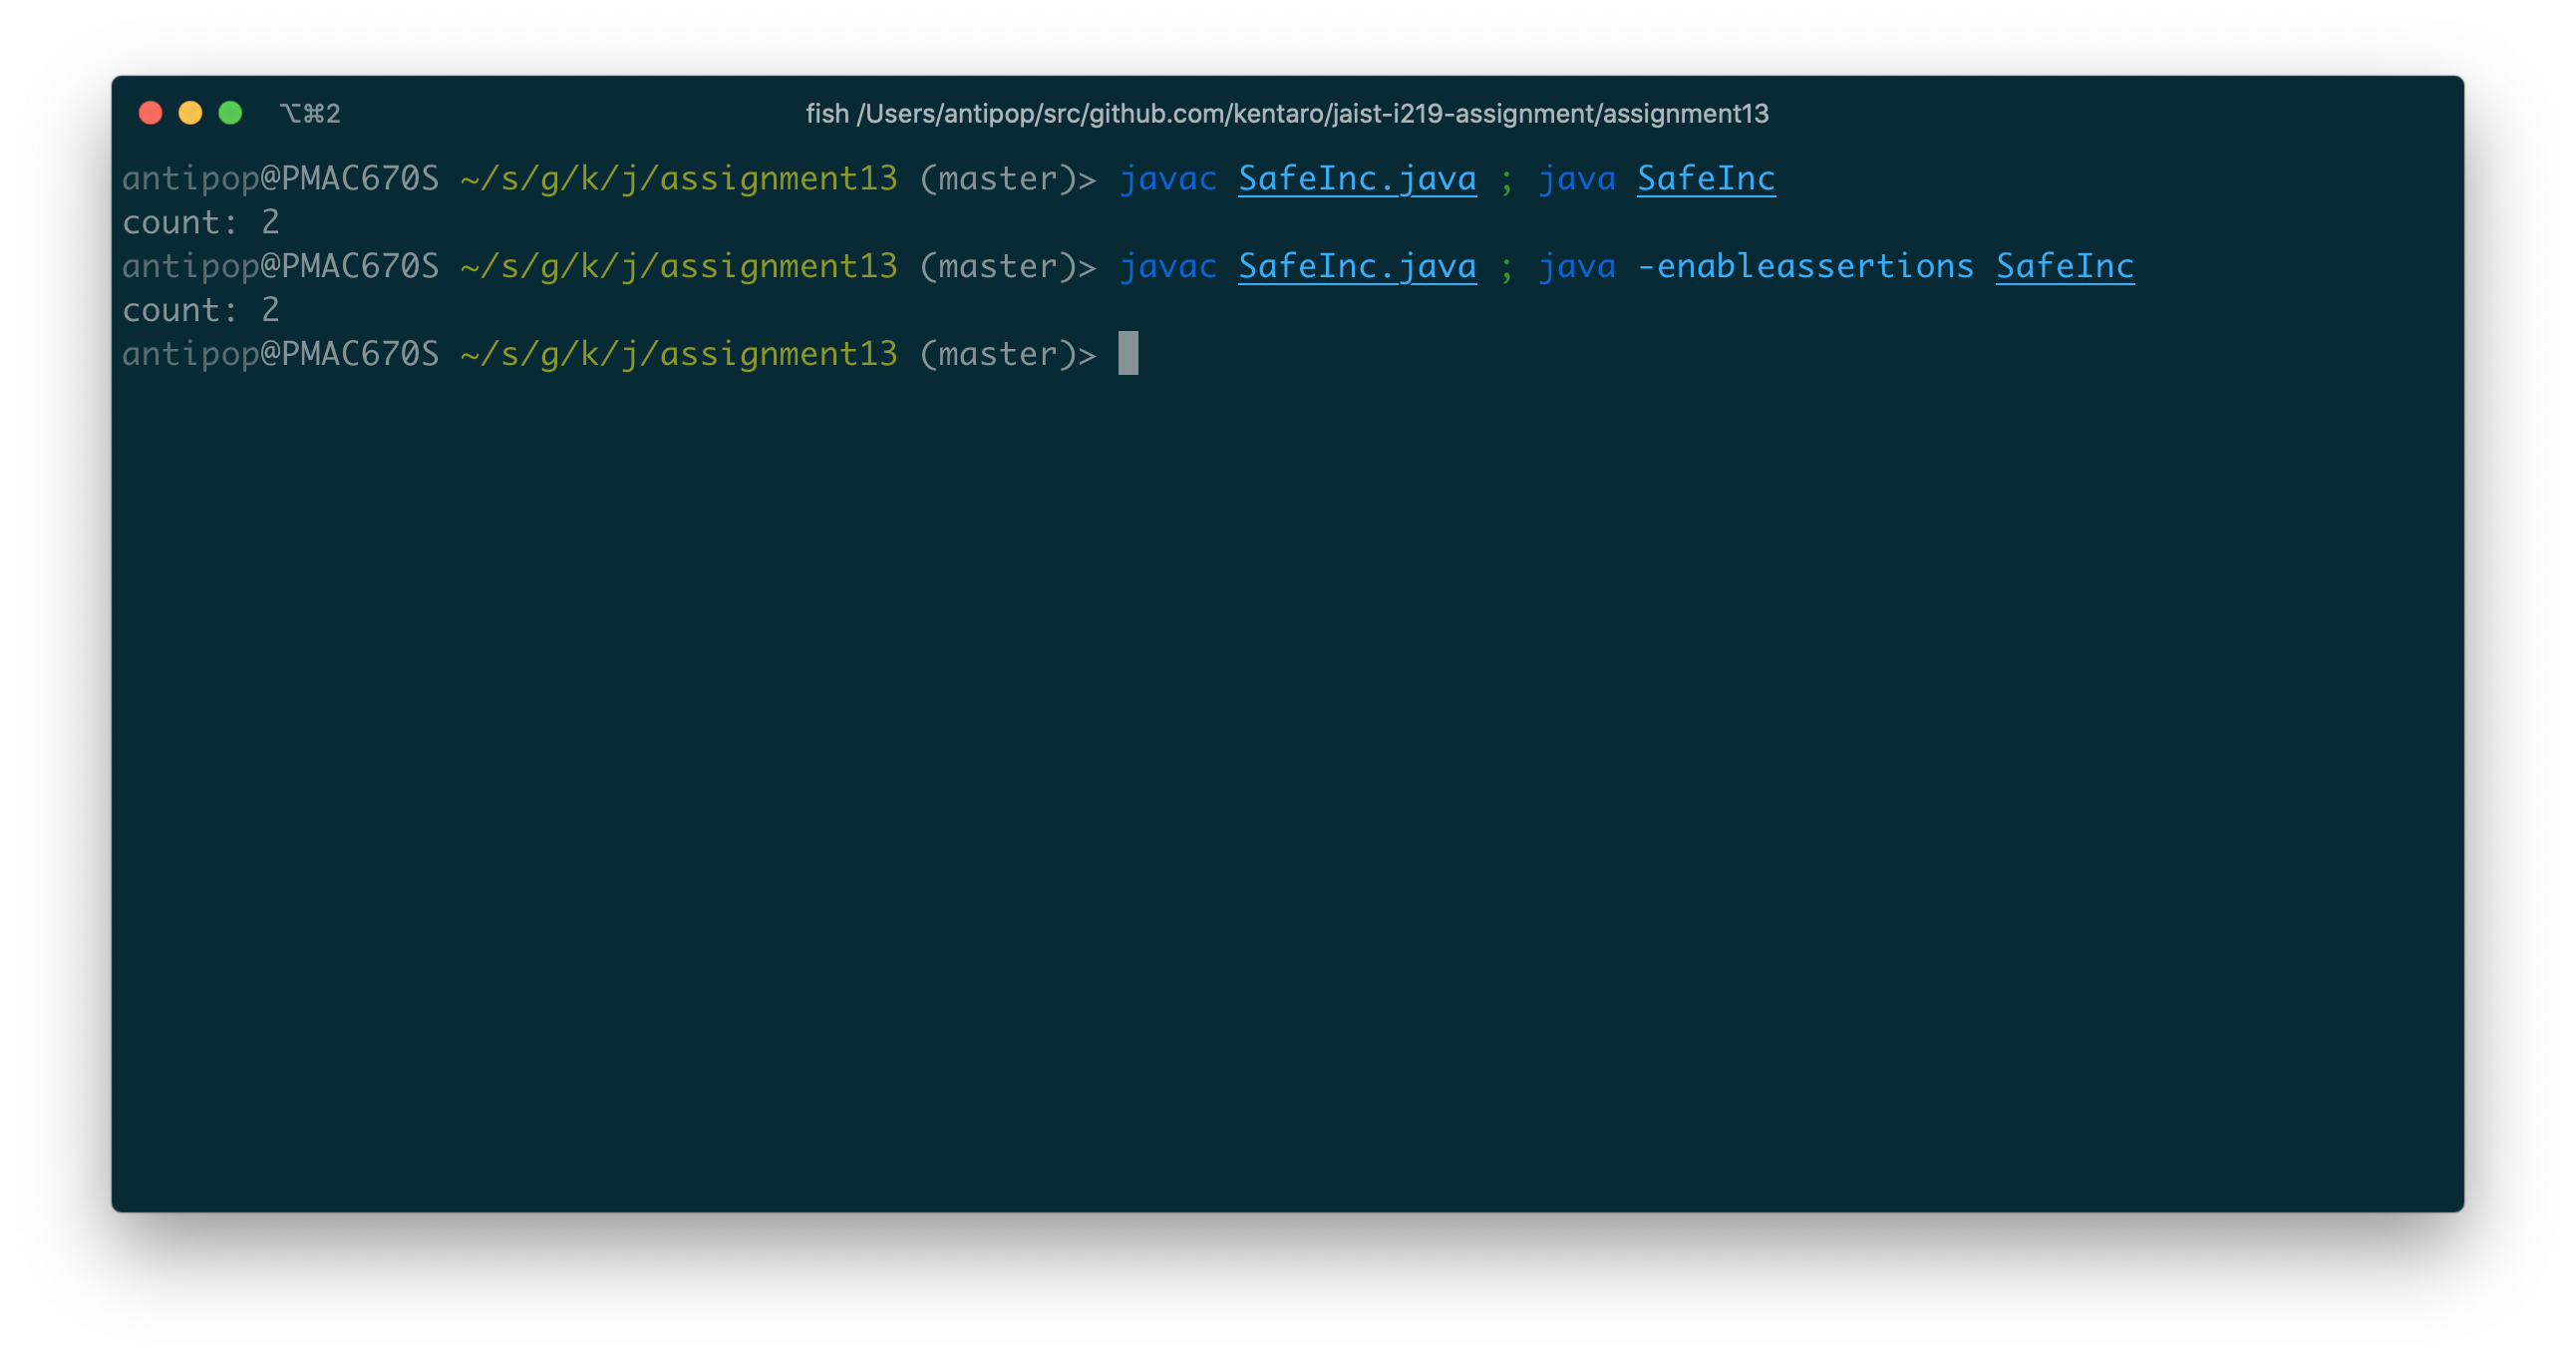 ⌥⌘2
fish /Users/antipop/src/github.com/kentaro/jaist-i219-assignment/assignment13
antipop@PMAC670S ~/s/g/k/j/assignment13 (master)> javac SafeInc.java ; java SafeInc
count: 2
antipop@PMAC670S ~/s/g/k/j/assignment13 (master)> javac SafeInc.java ; java -enableassertions SafeInc
count: 2
antipop@PMAC670S ~/s/g/k/j/assignment13 (master)>